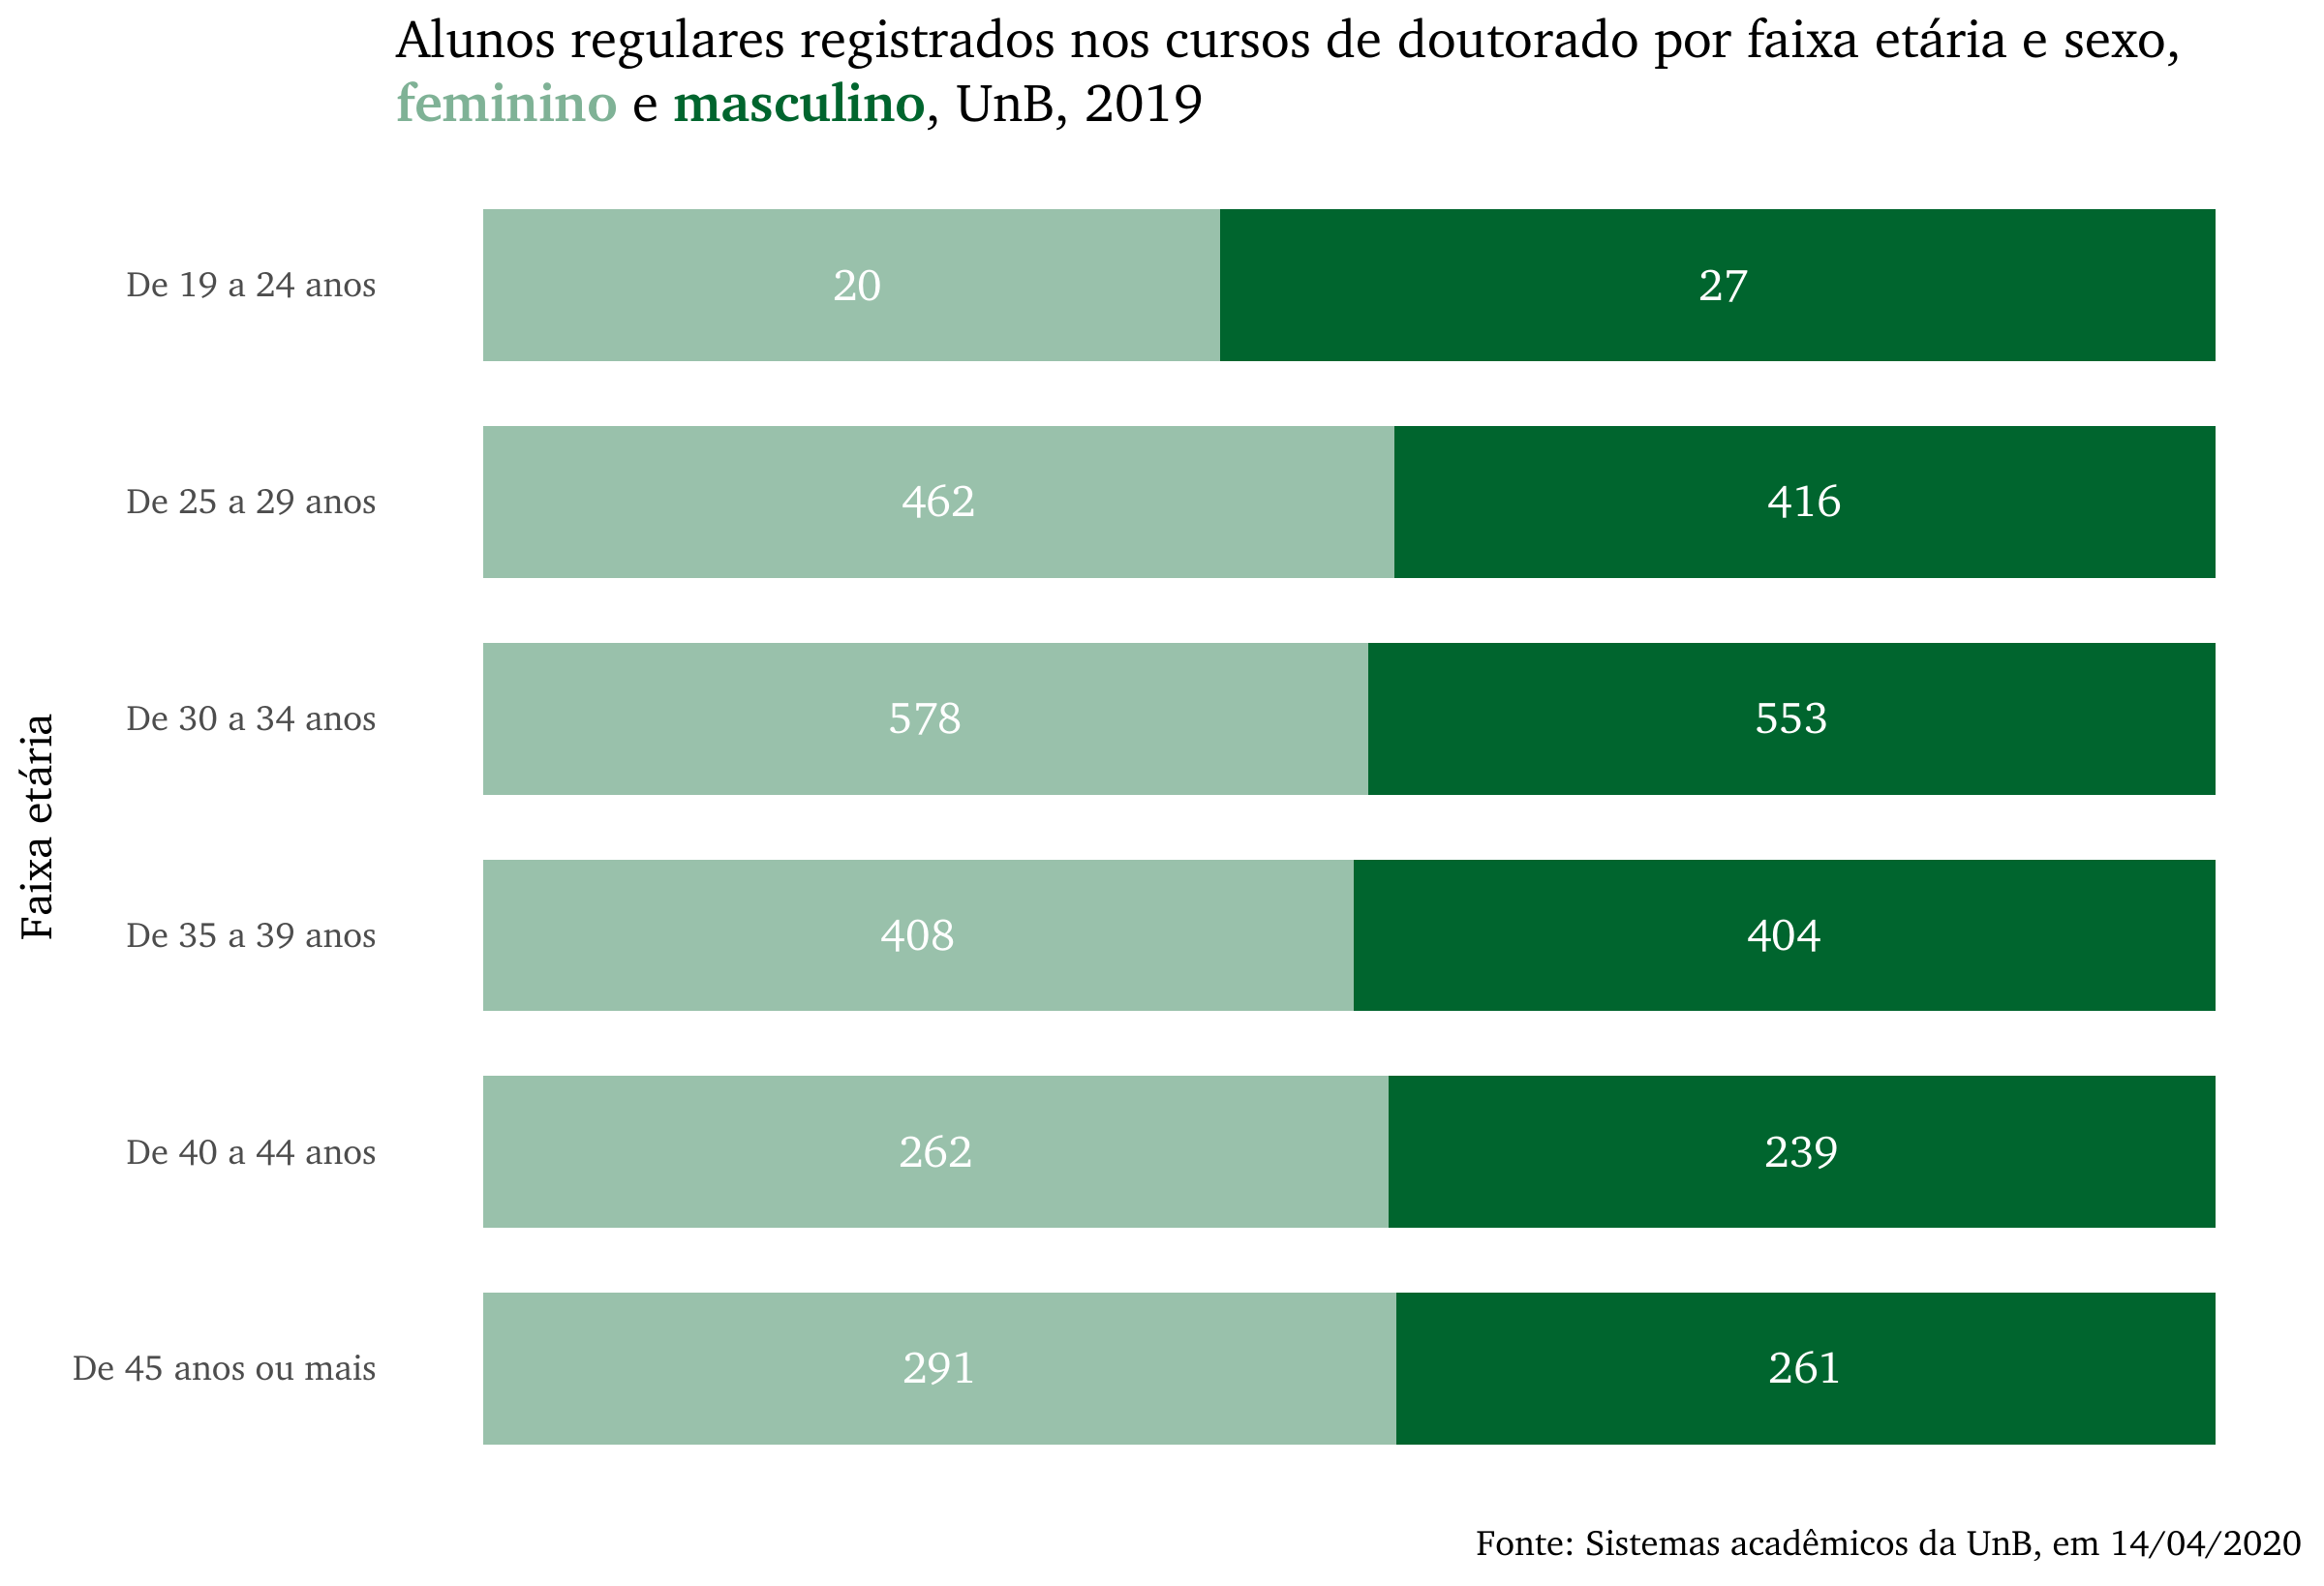 Alunos regulares registrados nos cursos de doutorado por faixa etária e sexo,
feminino e masculino, UnB, 2019
Faixa etária
De 19 a 24 anos
20
27
De 25 a 29 anos
462
416
De 30 a 34 anos
578
553
De 35 a 39 anos
408
404
De 40 a 44 anos
262
239
De 45 anos ou mais
291
261
Fonte: Sistemas acadêmicos da UnB, em 14/04/2020